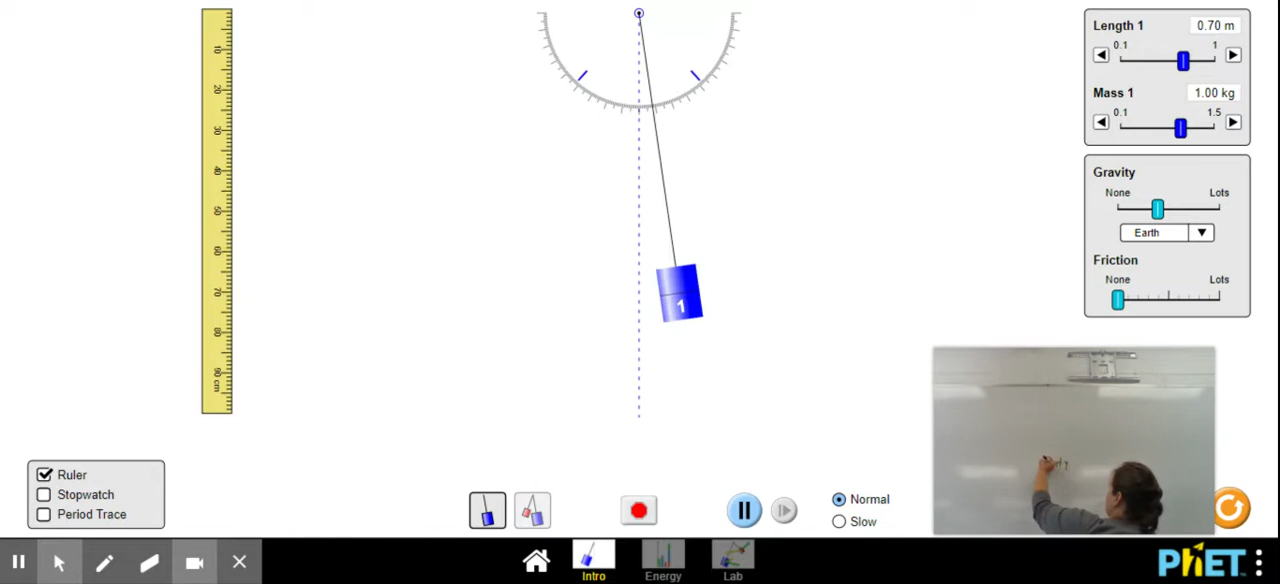 Length 1
0.70 m
0.1 1
Mass 1
1.00 kg
0.1 1.5
Gravity
None Lots
Earth
Friction
None Lots
10
20
30
40
50
60
70
80
90 cm
1
Ruler
Stopwatch
Period Trace
Normal
Slow
Intro
Energy
Lab
PhET